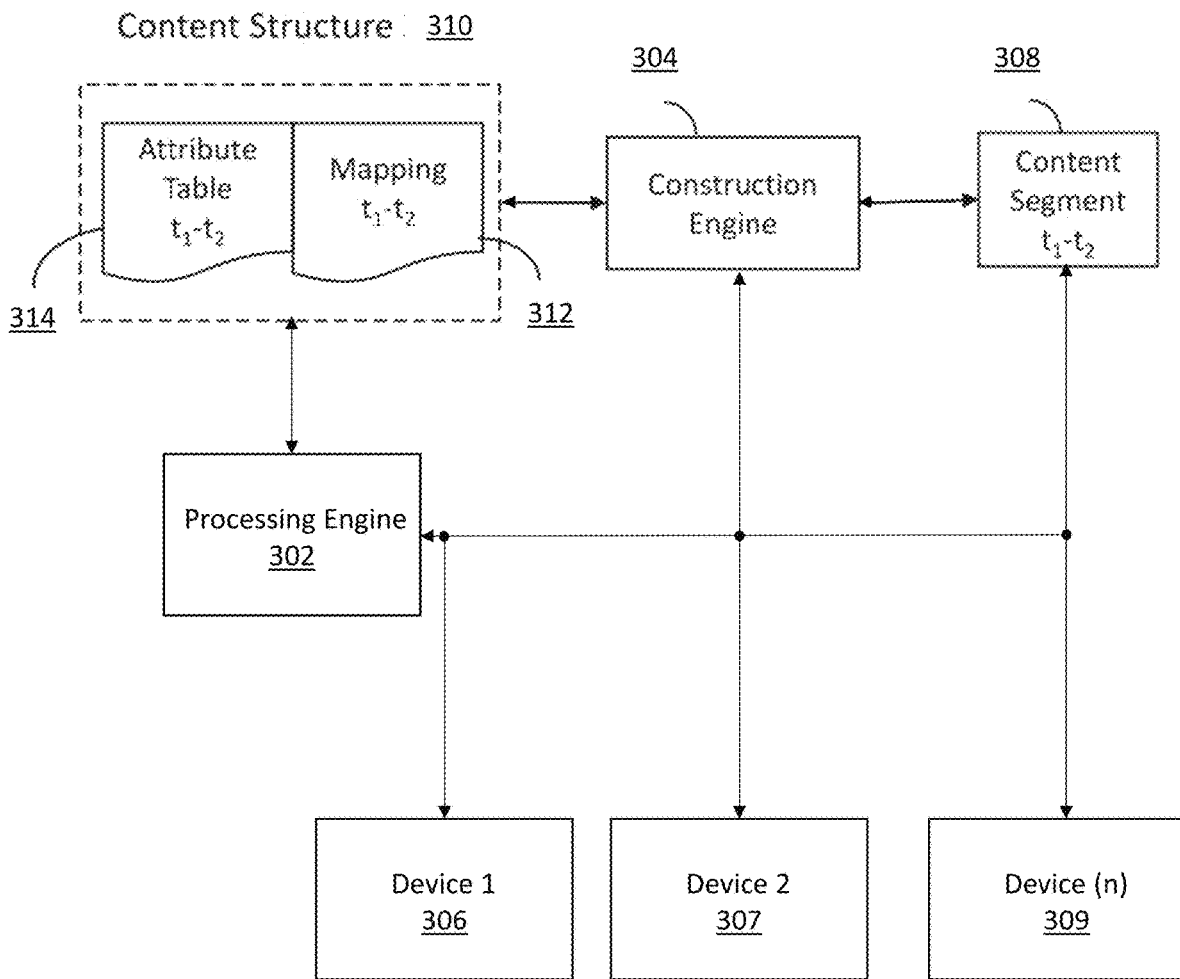 Content Structure 310
304
308
Attribute
Table
t₁-t₂
Mapping
t₁-t₂
Construction
Engine
Content
Segment
t₁-t₂
314
312
Processing Engine
302
Device 1
306
Device 2
307
Device (n)
309